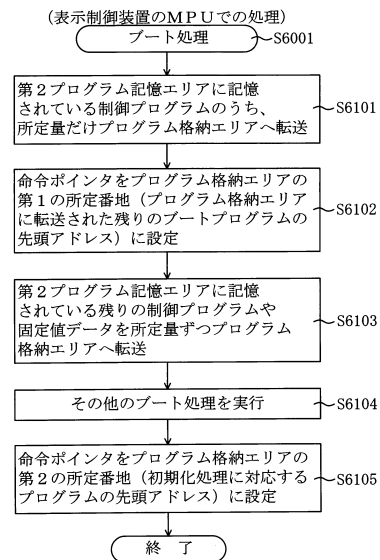 (表示制御装置のMPUでの処理)
ブート処理
S6001
第2プログラム記憶エリアに記憶
されている制御プログラムのうち、
所定量だけプログラム格納エリアへ転送
S6101
命令ポインタをプログラム格納エリアの
第1の所定番地(プログラム格納エリア
に転送された残りのブートプログラムの
先頭アドレス)に設定
S6102
第2プログラム記憶エリアに記憶
されている残りの制御プログラムや
固定値データを所定量ずつプログラム
格納エリアへ転送
S6103
その他のブート処理を実行
S6104
命令ポインタをプログラム格納エリアの
第2の所定番地(初期化処理に対応する
プログラムの先頭アドレス)に設定
S6105
終 了